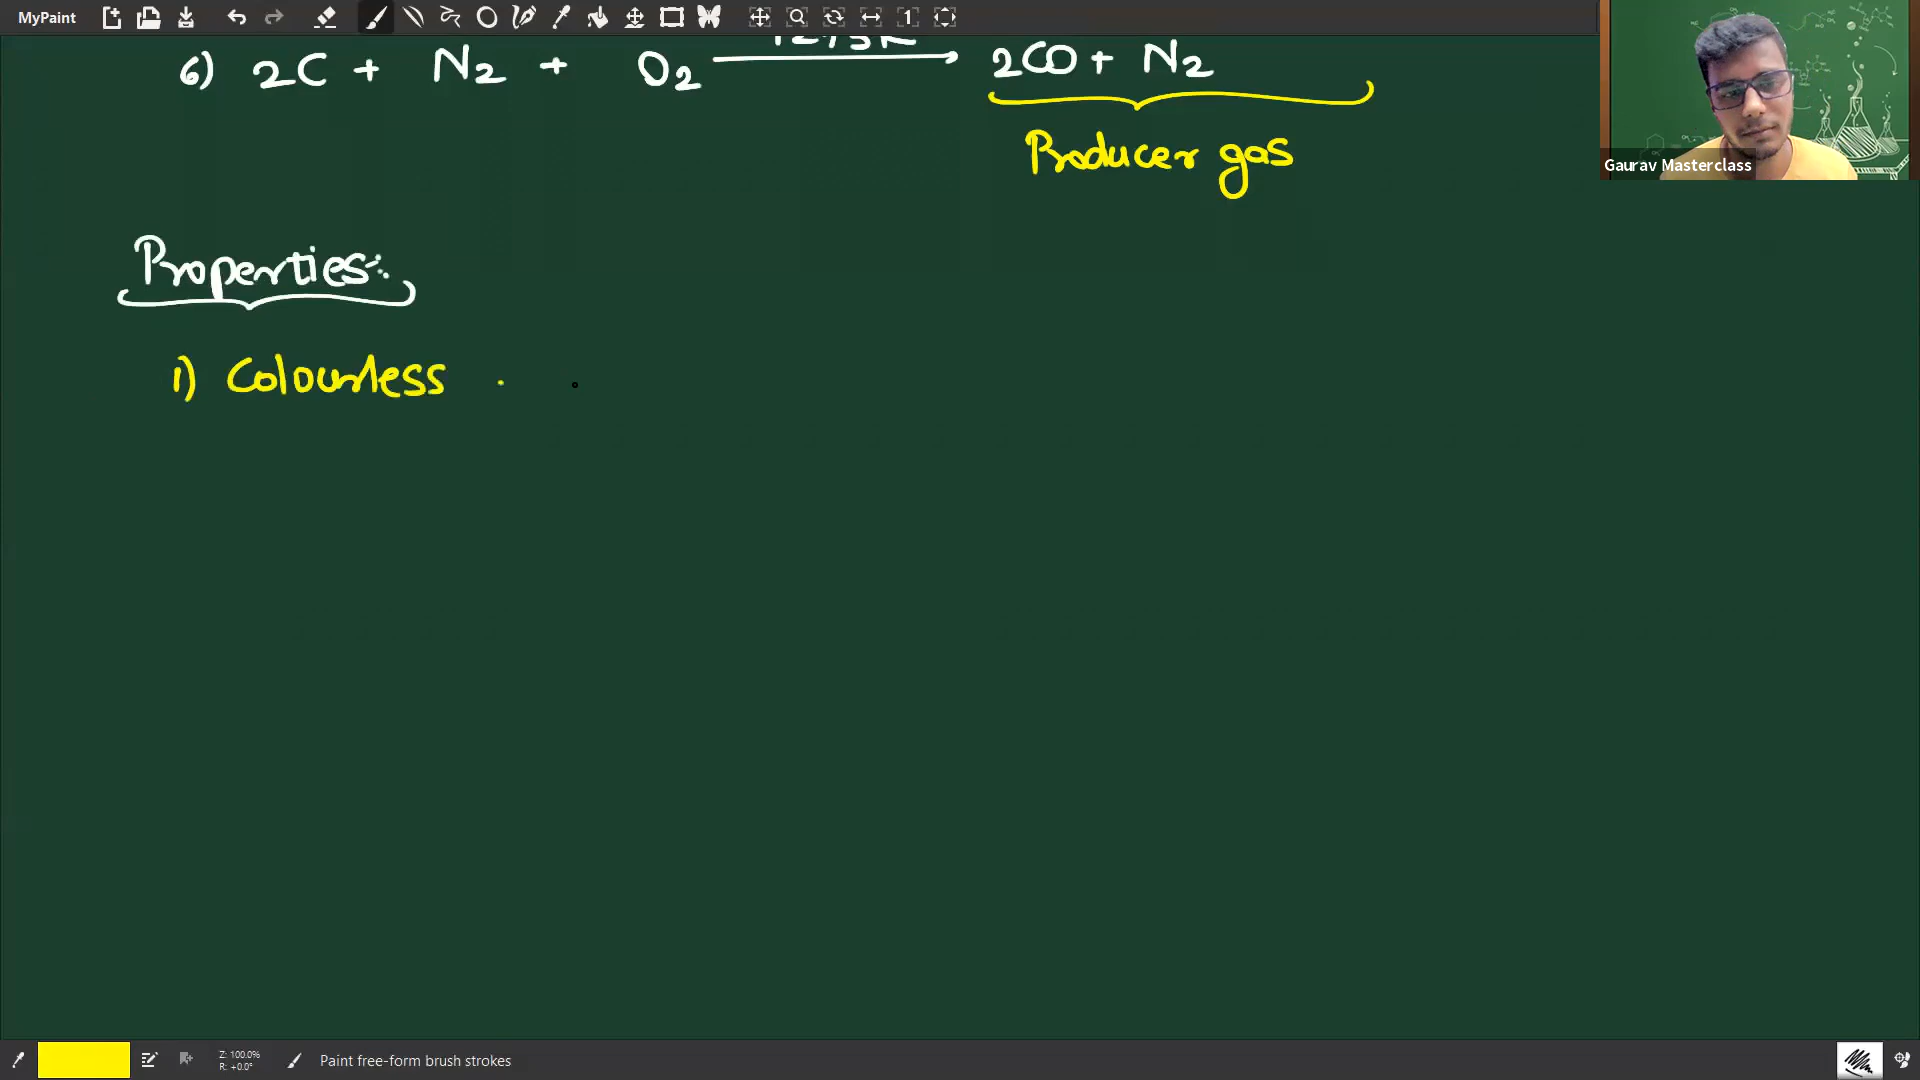 MyPaint
1273K
6) 2C + N2 + O2 → 2CO + N2
Producer gas
Gaurav Masterclass
Properties:-
1) Colourless
Z: 100.0%
R: +0.0°
Paint free-form brush strokes